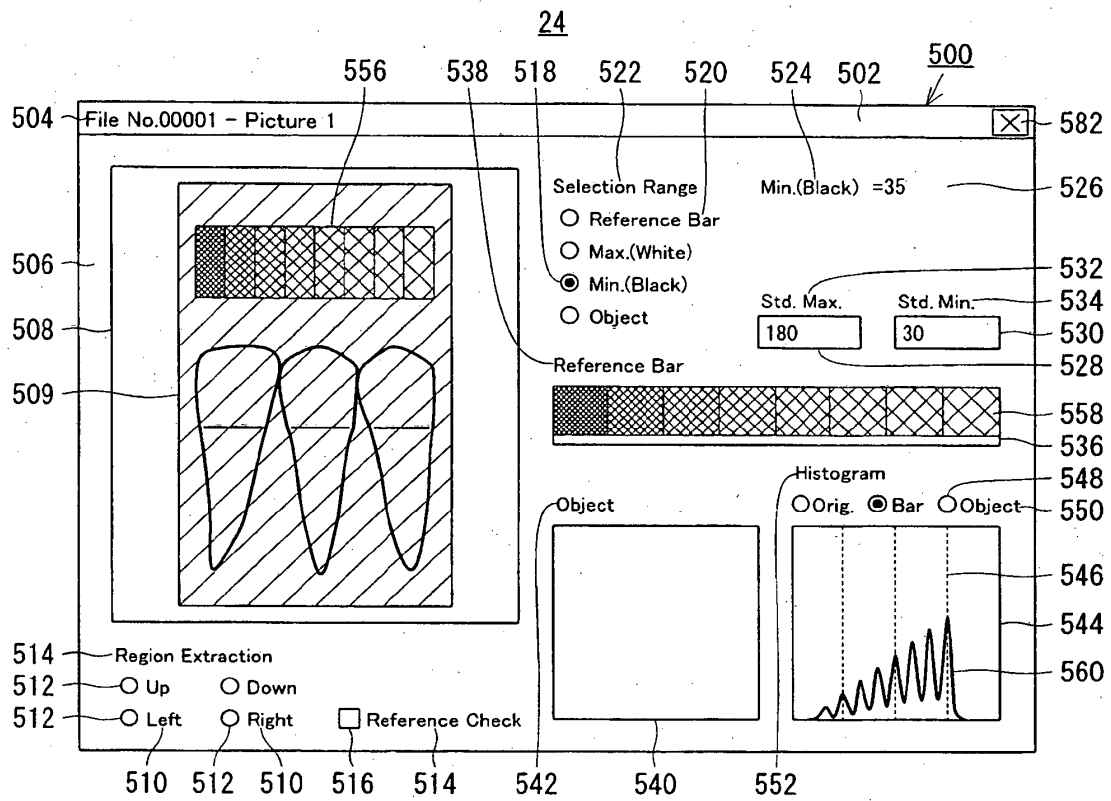 24
556 538 518 522 520 524 502 500
504 File No.00001 - Picture 1 582
Selection Range Min.(Black) =35 526
Reference Bar
506 Max.(White)
Min.(Black) 532
508 Object Std. Max. Std. Min. 534
180 30 530
509 Reference Bar 528
558
536
Histogram 548
Object Orig. Bar Object 550
546
544
514 Region Extraction 560
512 Up Down
512 Left Right Reference Check
510 512 510 516 514 542 540 552